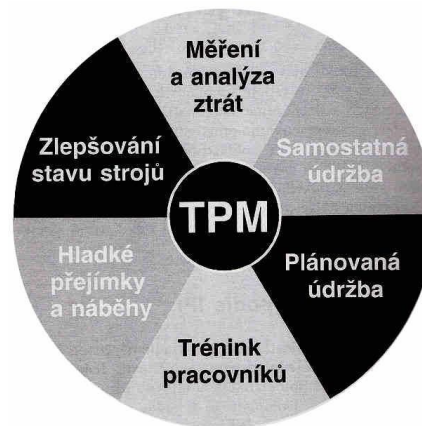 Měření
a analýza
ztrát
Samostatná
údržba
Plánovaná
údržba
Trénink
pracovníků
Hladké
přejímky
a náběhy
Zlepšování
stavu strojů
TPM